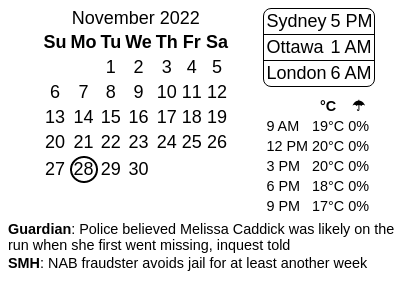 November 2022
Su Mo Tu We Th Fr Sa
1 2 3 4 5
6 7 8 9 10 11 12
13 14 15 16 17 18 19
20 21 22 23 24 25 26
27 28 29 30
Sydney 5 PM
Ottawa 1 AM
London 6 AM
°C ☂
9 AM 19°C 0%
12 PM 20°C 0%
3 PM 20°C 0%
6 PM 18°C 0%
9 PM 17°C 0%
Guardian: Police believed Melissa Caddick was likely on the
run when she first went missing, inquest told
SMH: NAB fraudster avoids jail for at least another week